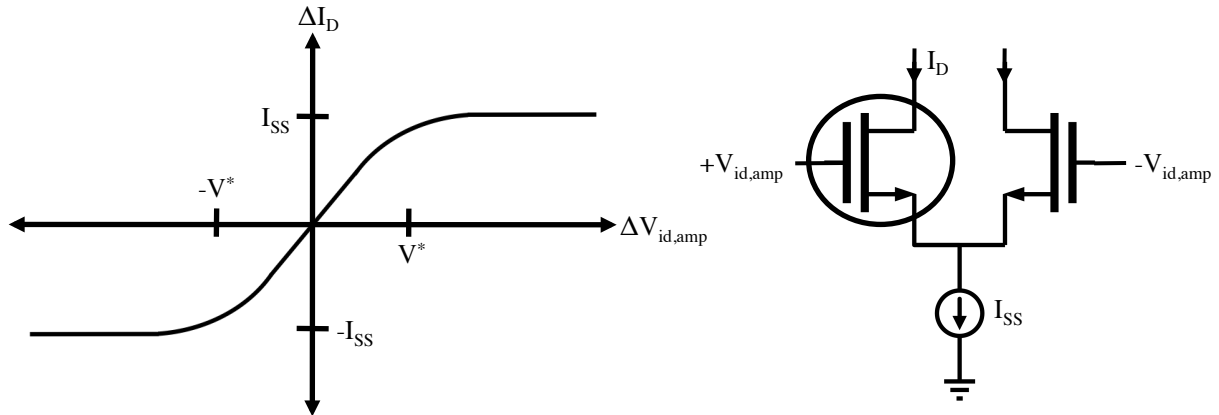 ΔI_D
I_SS
-V*
V*
ΔV_id,amp
-I_SS
I_D
+V_id,amp
-V_id,amp
I_SS